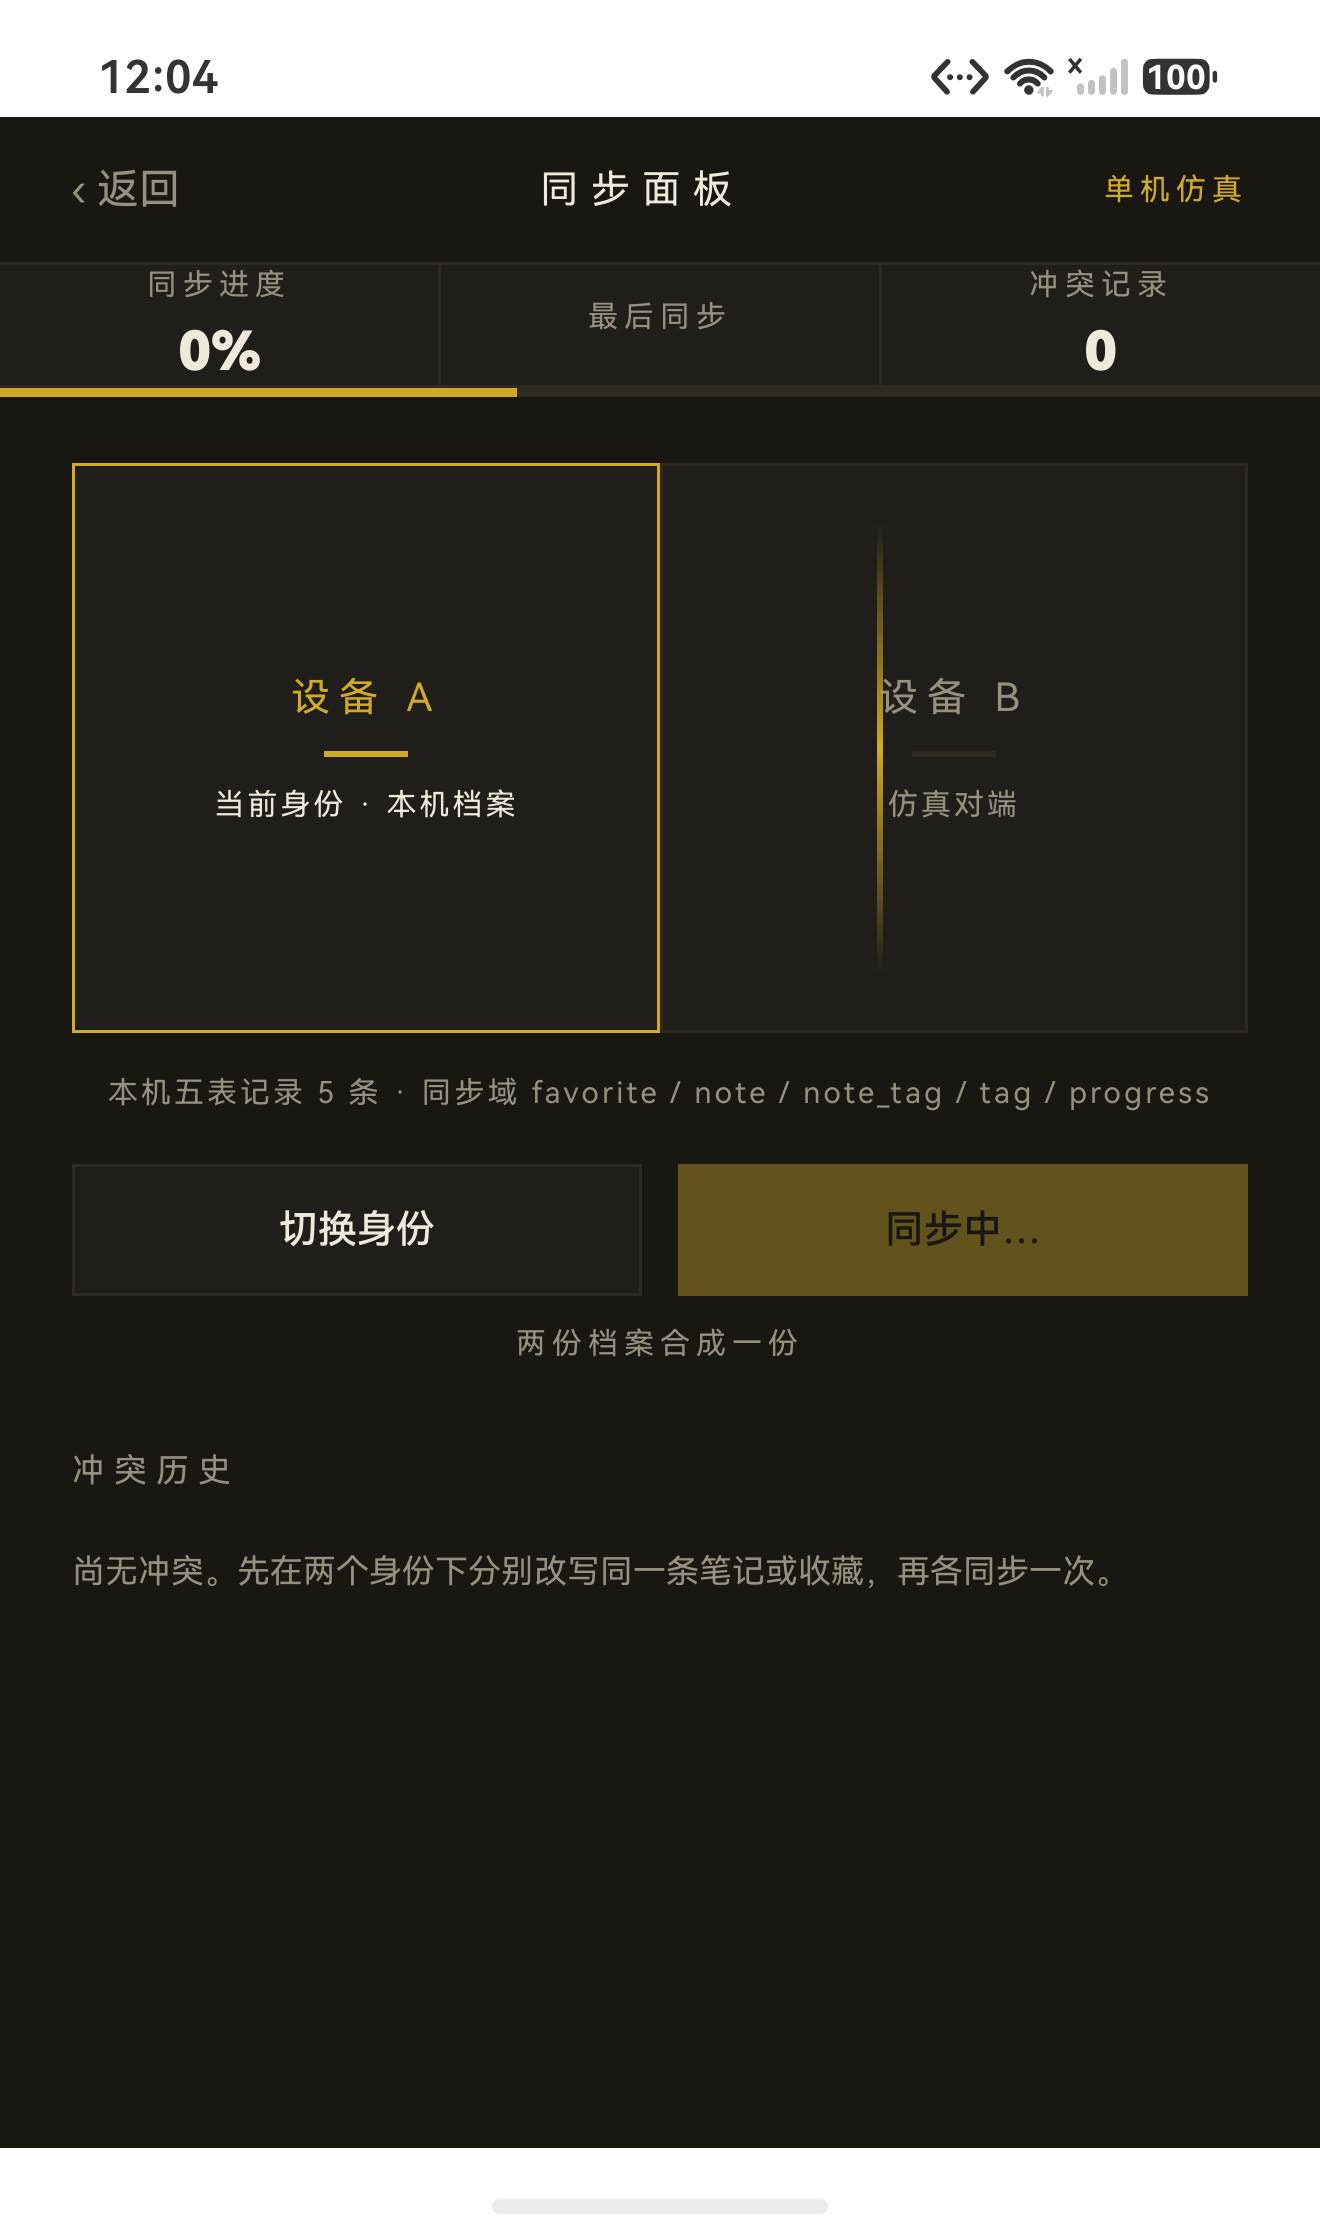 12:04
100
‹ 返回
同步面板
单机仿真
同步进度
0%
最后同步
冲突记录
0
设备 A
当前身份 · 本机档案
设备 B
仿真对端
本机五表记录 5 条 · 同步域 favorite / note / note_tag / tag / progress
切换身份
同步中...
两份档案合成一份
冲突历史
尚无冲突。先在两个身份下分别改写同一条笔记或收藏，再各同步一次。